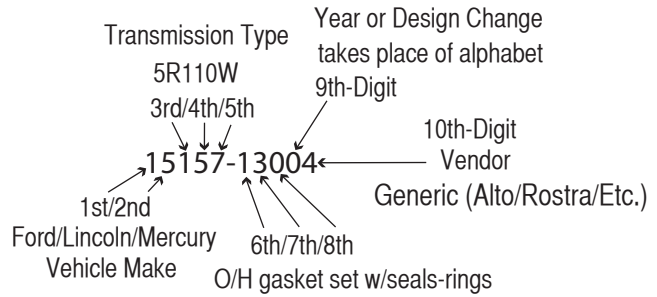 Year or Design Change
takes place of alphabet
9th-Digit
Transmission Type
5R110W
3rd/4th/5th
10th-Digit
Vendor
Generic (Alto/Rostra/Etc.)
15157-13004
1st/2nd
Ford/Lincoln/Mercury
Vehicle Make
6th/7th/8th
O/H gasket set w/seals-rings